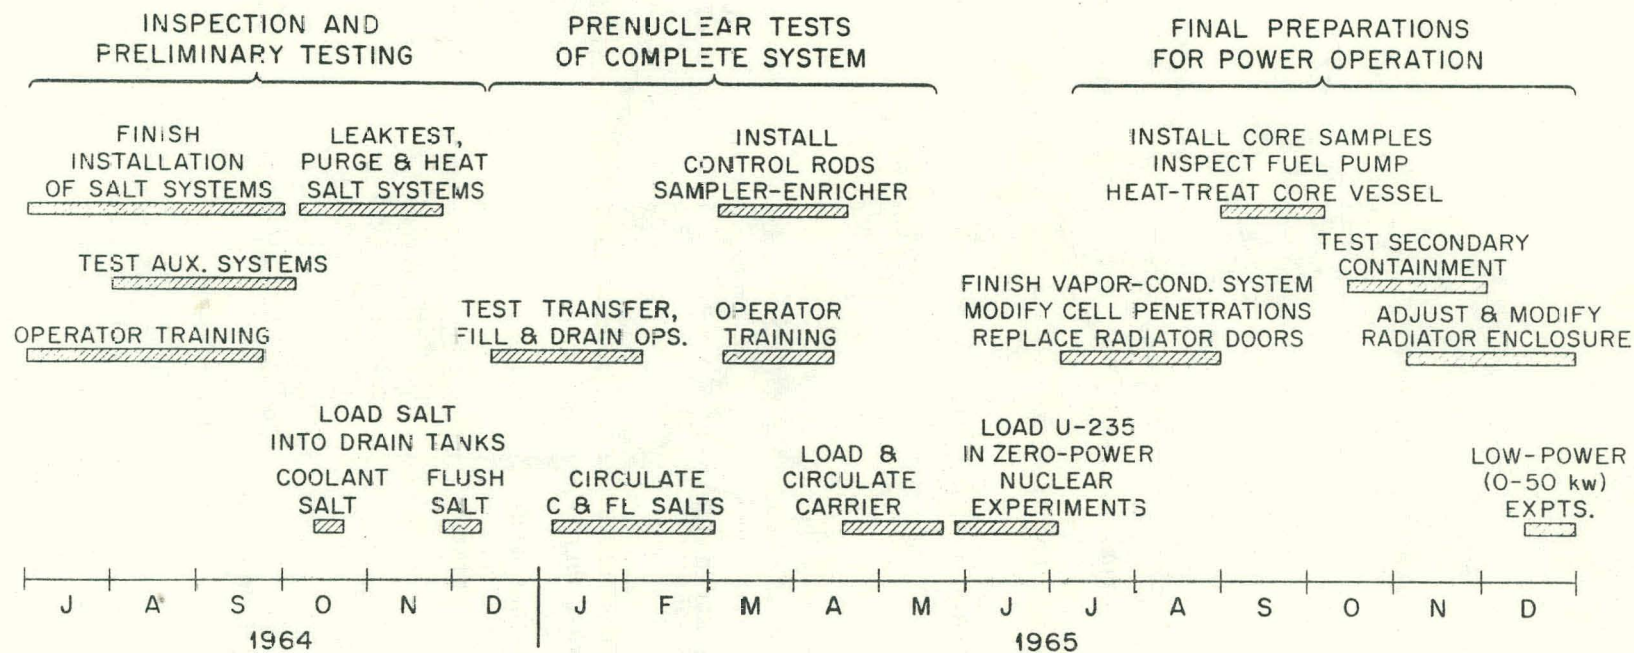 INSPECTION AND
PRELIMINARY TESTING
PRENUCLEAR TESTS
OF COMPLETE SYSTEM
FINAL PREPARATIONS
FOR POWER OPERATION
FINISH
INSTALLATION
OF SALT SYSTEMS
LEAKTEST,
PURGE & HEAT
SALT SYSTEMS
INSTALL
CONTROL RODS
SAMPLER-ENRICHER
INSTALL CORE SAMPLES
INSPECT FUEL PUMP
HEAT-TREAT CORE VESSEL
TEST AUX. SYSTEMS
TEST SECONDARY
CONTAINMENT
OPERATOR TRAINING
TEST TRANSFER,
FILL & DRAIN OPS.
OPERATOR
TRAINING
FINISH VAPOR-COND. SYSTEM
MODIFY CELL PENETRATIONS
REPLACE RADIATOR DOORS
ADJUST & MODIFY
RADIATOR ENCLOSURE
LOAD SALT
INTO DRAIN TANKS
COOLANT
SALT
FLUSH
SALT
CIRCULATE
C & FL SALTS
LOAD &
CIRCULATE
CARRIER
LOAD U-235
IN ZERO-POWER
NUCLEAR
EXPERIMENTS
LOW-POWER
(0-50 kw)
EXPTS.
J A S O N D J F M A M J J A S O N D
1964 1965